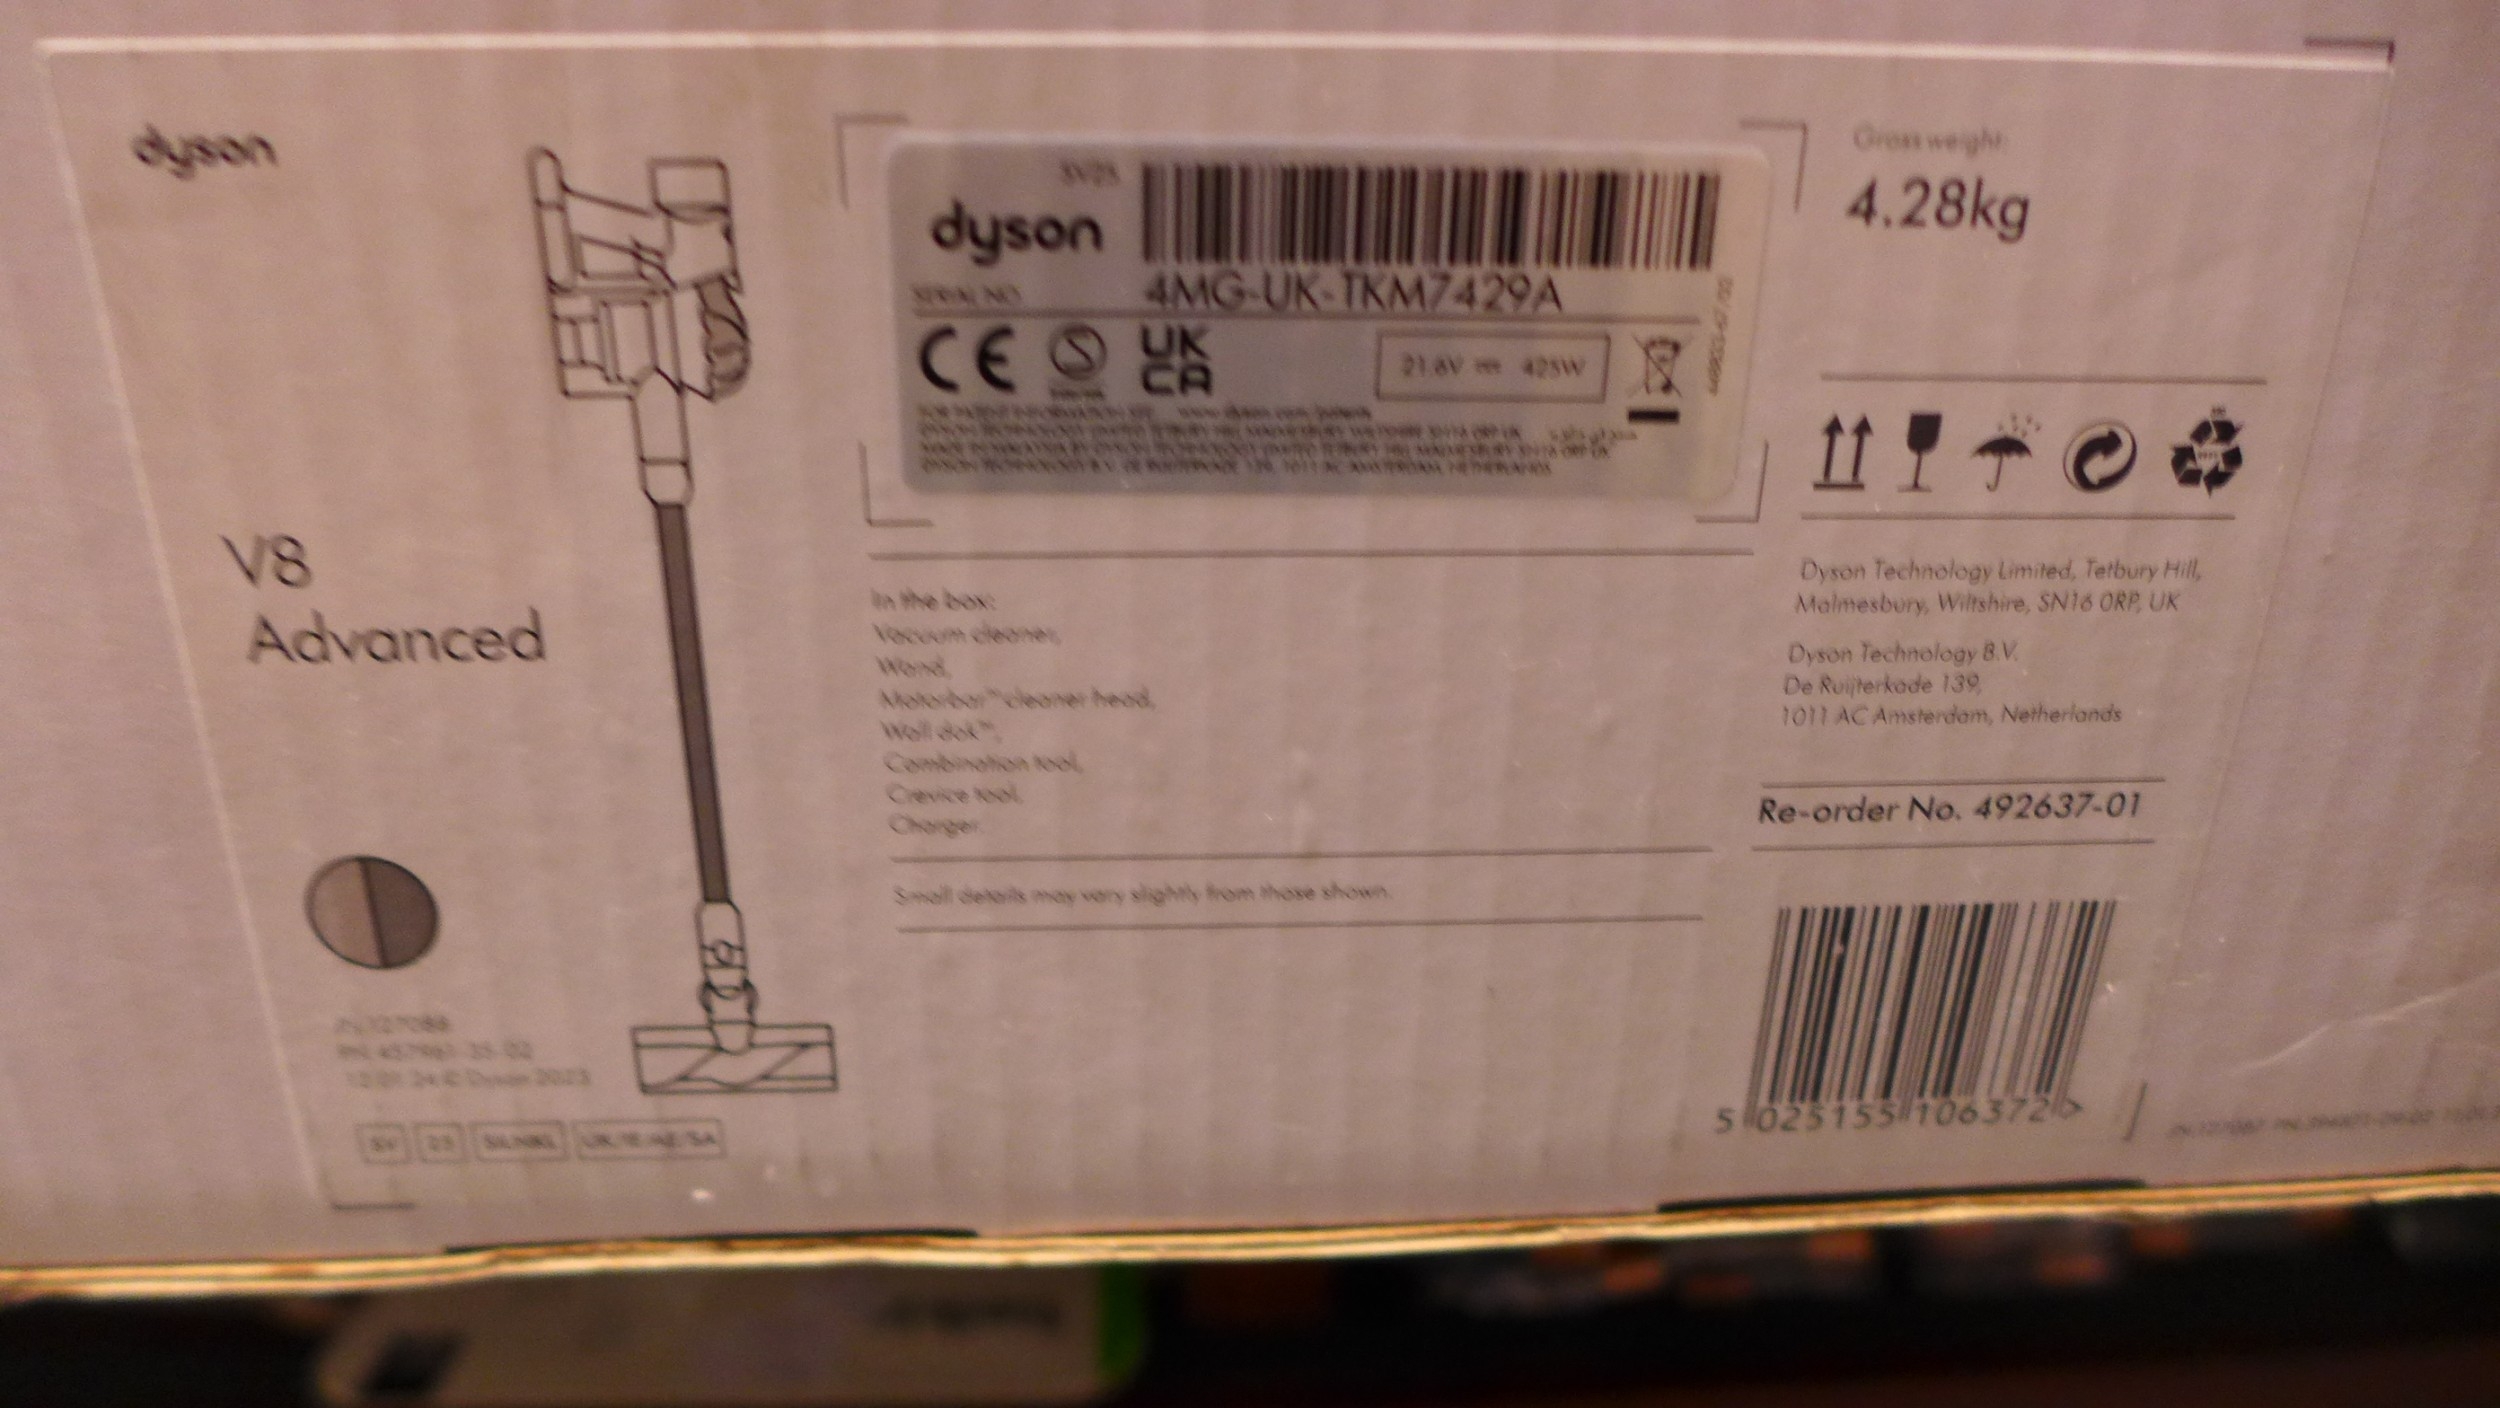 dyson
V8
Advanced
SV25
dyson
SERIAL NO.
4MG-UK-TKM7429A
CE
UK
CA
21.6V 425W
In the box:
Vacuum cleaner,
Wand,
Motorbar™ cleaner head,
Wall dok™,
Combination tool,
Crevice tool,
Charger.
Small details may vary slightly from those shown.
Gross weight:
4.28kg
Dyson Technology Limited, Tetbury Hill,
Malmesbury, Wiltshire, SN16 0RP, UK
Dyson Technology B.V.
De Ruijterkade 139,
1011 AC Amsterdam, Netherlands
Re-order No. 492637-01
5 025155 106372 >